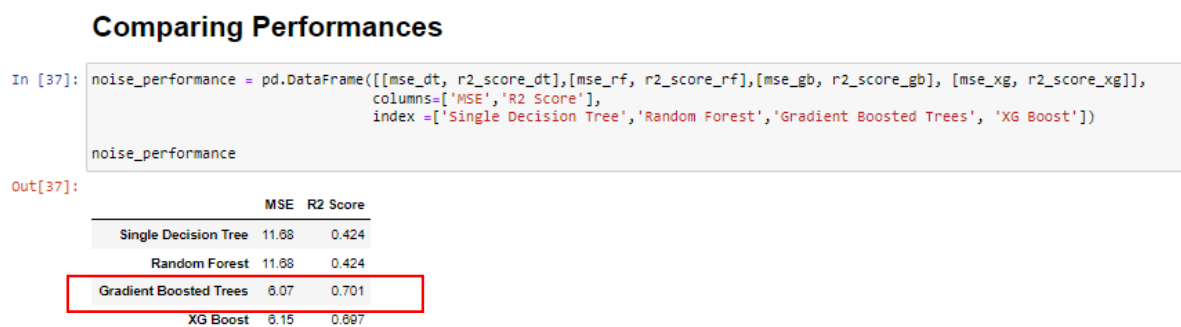 Comparing Performances
In [37]: noise_performance = pd.DataFrame([[mse_dt, r2_score_dt],[mse_rf, r2_score_rf],[mse_gb, r2_score_gb], [mse_xg, r2_score_xg]],
columns=['MSE','R2 Score'],
index =['Single Decision Tree','Random Forest','Gradient Boosted Trees', 'XG Boost'])
noise_performance
Out[37]:
MSE R2 Score
Single Decision Tree 11.68 0.424
Random Forest 11.68 0.424
Gradient Boosted Trees 6.07 0.701
XG Boost 6.15 0.697